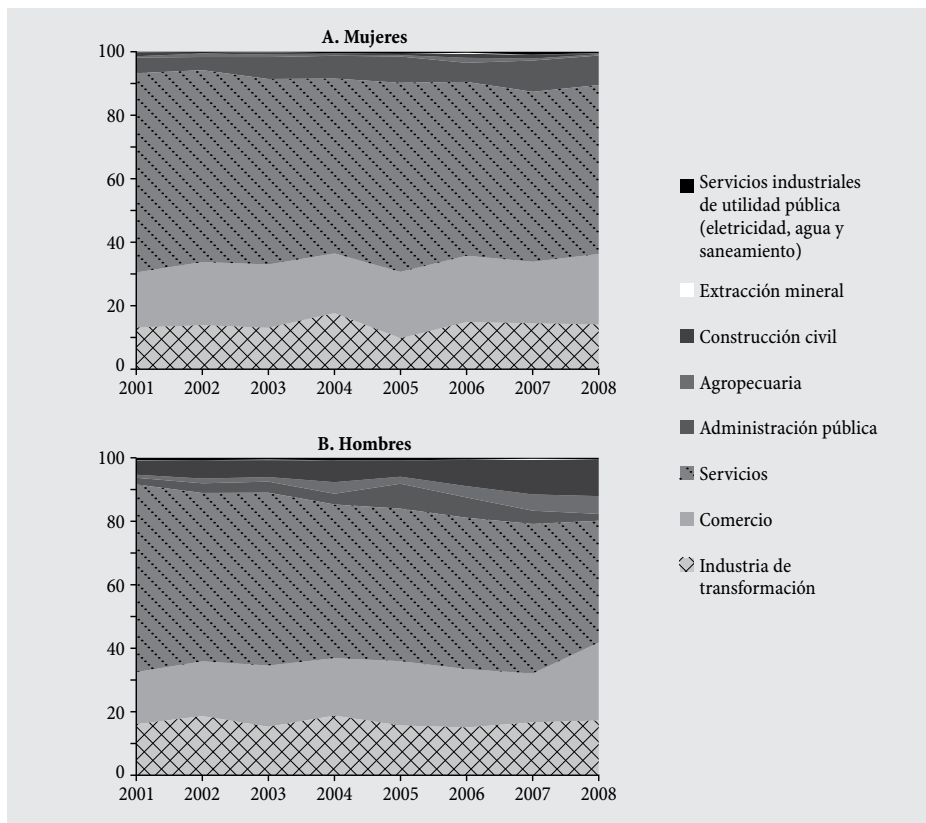 A. Mujeres
100
80
60
40
20
0
2001 2002 2003 2004 2005 2006 2007 2008
B. Hombres
100
80
60
40
20
0
2001 2002 2003 2004 2005 2006 2007 2008
Servicios industriales
de utilidad pública
(eletricidad, agua y
saneamiento)
Extracción mineral
Construcción civil
Agropecuaria
Administración pública
Servicios
Comercio
Industria de
transformación